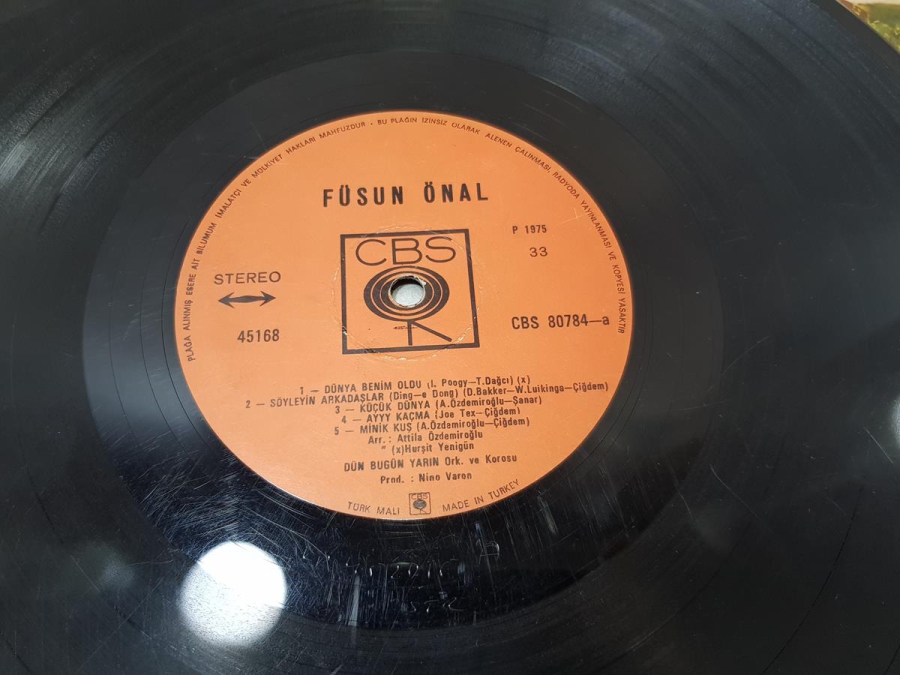 PLAĞA ALINMIŞ ESERE AİT BİLUMUM İMALATÇI VE MÜLKİYET HAKLARI MAHFUZDUR - BU PLAĞIN İZİNSİZ OLARAK ALENEN ÇALINMASI, RADYODA YAYINLANMASI VE KOPYESİ YASAKTIR
FÜSUN ÖNAL
P 1975
CBS
33
STEREO
45168
CBS 80784—a
1 — DÜNYA BENİM OLDU (I. Poogy—T.Dağcı) (x)
2 — SÖYLEYİN ARKADAŞLAR (Ding—e Dong) (D.Bakker—W.Luikinga—Çiğdem)
3 — KÜÇÜK DÜNYA (A.Özdemiroğlu—Şanar)
4 — AYYY KAÇMA (Joe Tex—Çiğdem)
5 — MİNİK KUŞ (A.Özdemiroğlu—Çiğdem)
Arr. : Attila Özdemiroğlu
" (x)Hurşit Yenigün
DÜN BUGÜN YARIN Ork. ve Korosu
Prod. : Nino Varon
TÜRK MALI CBS MADE IN TURKEY